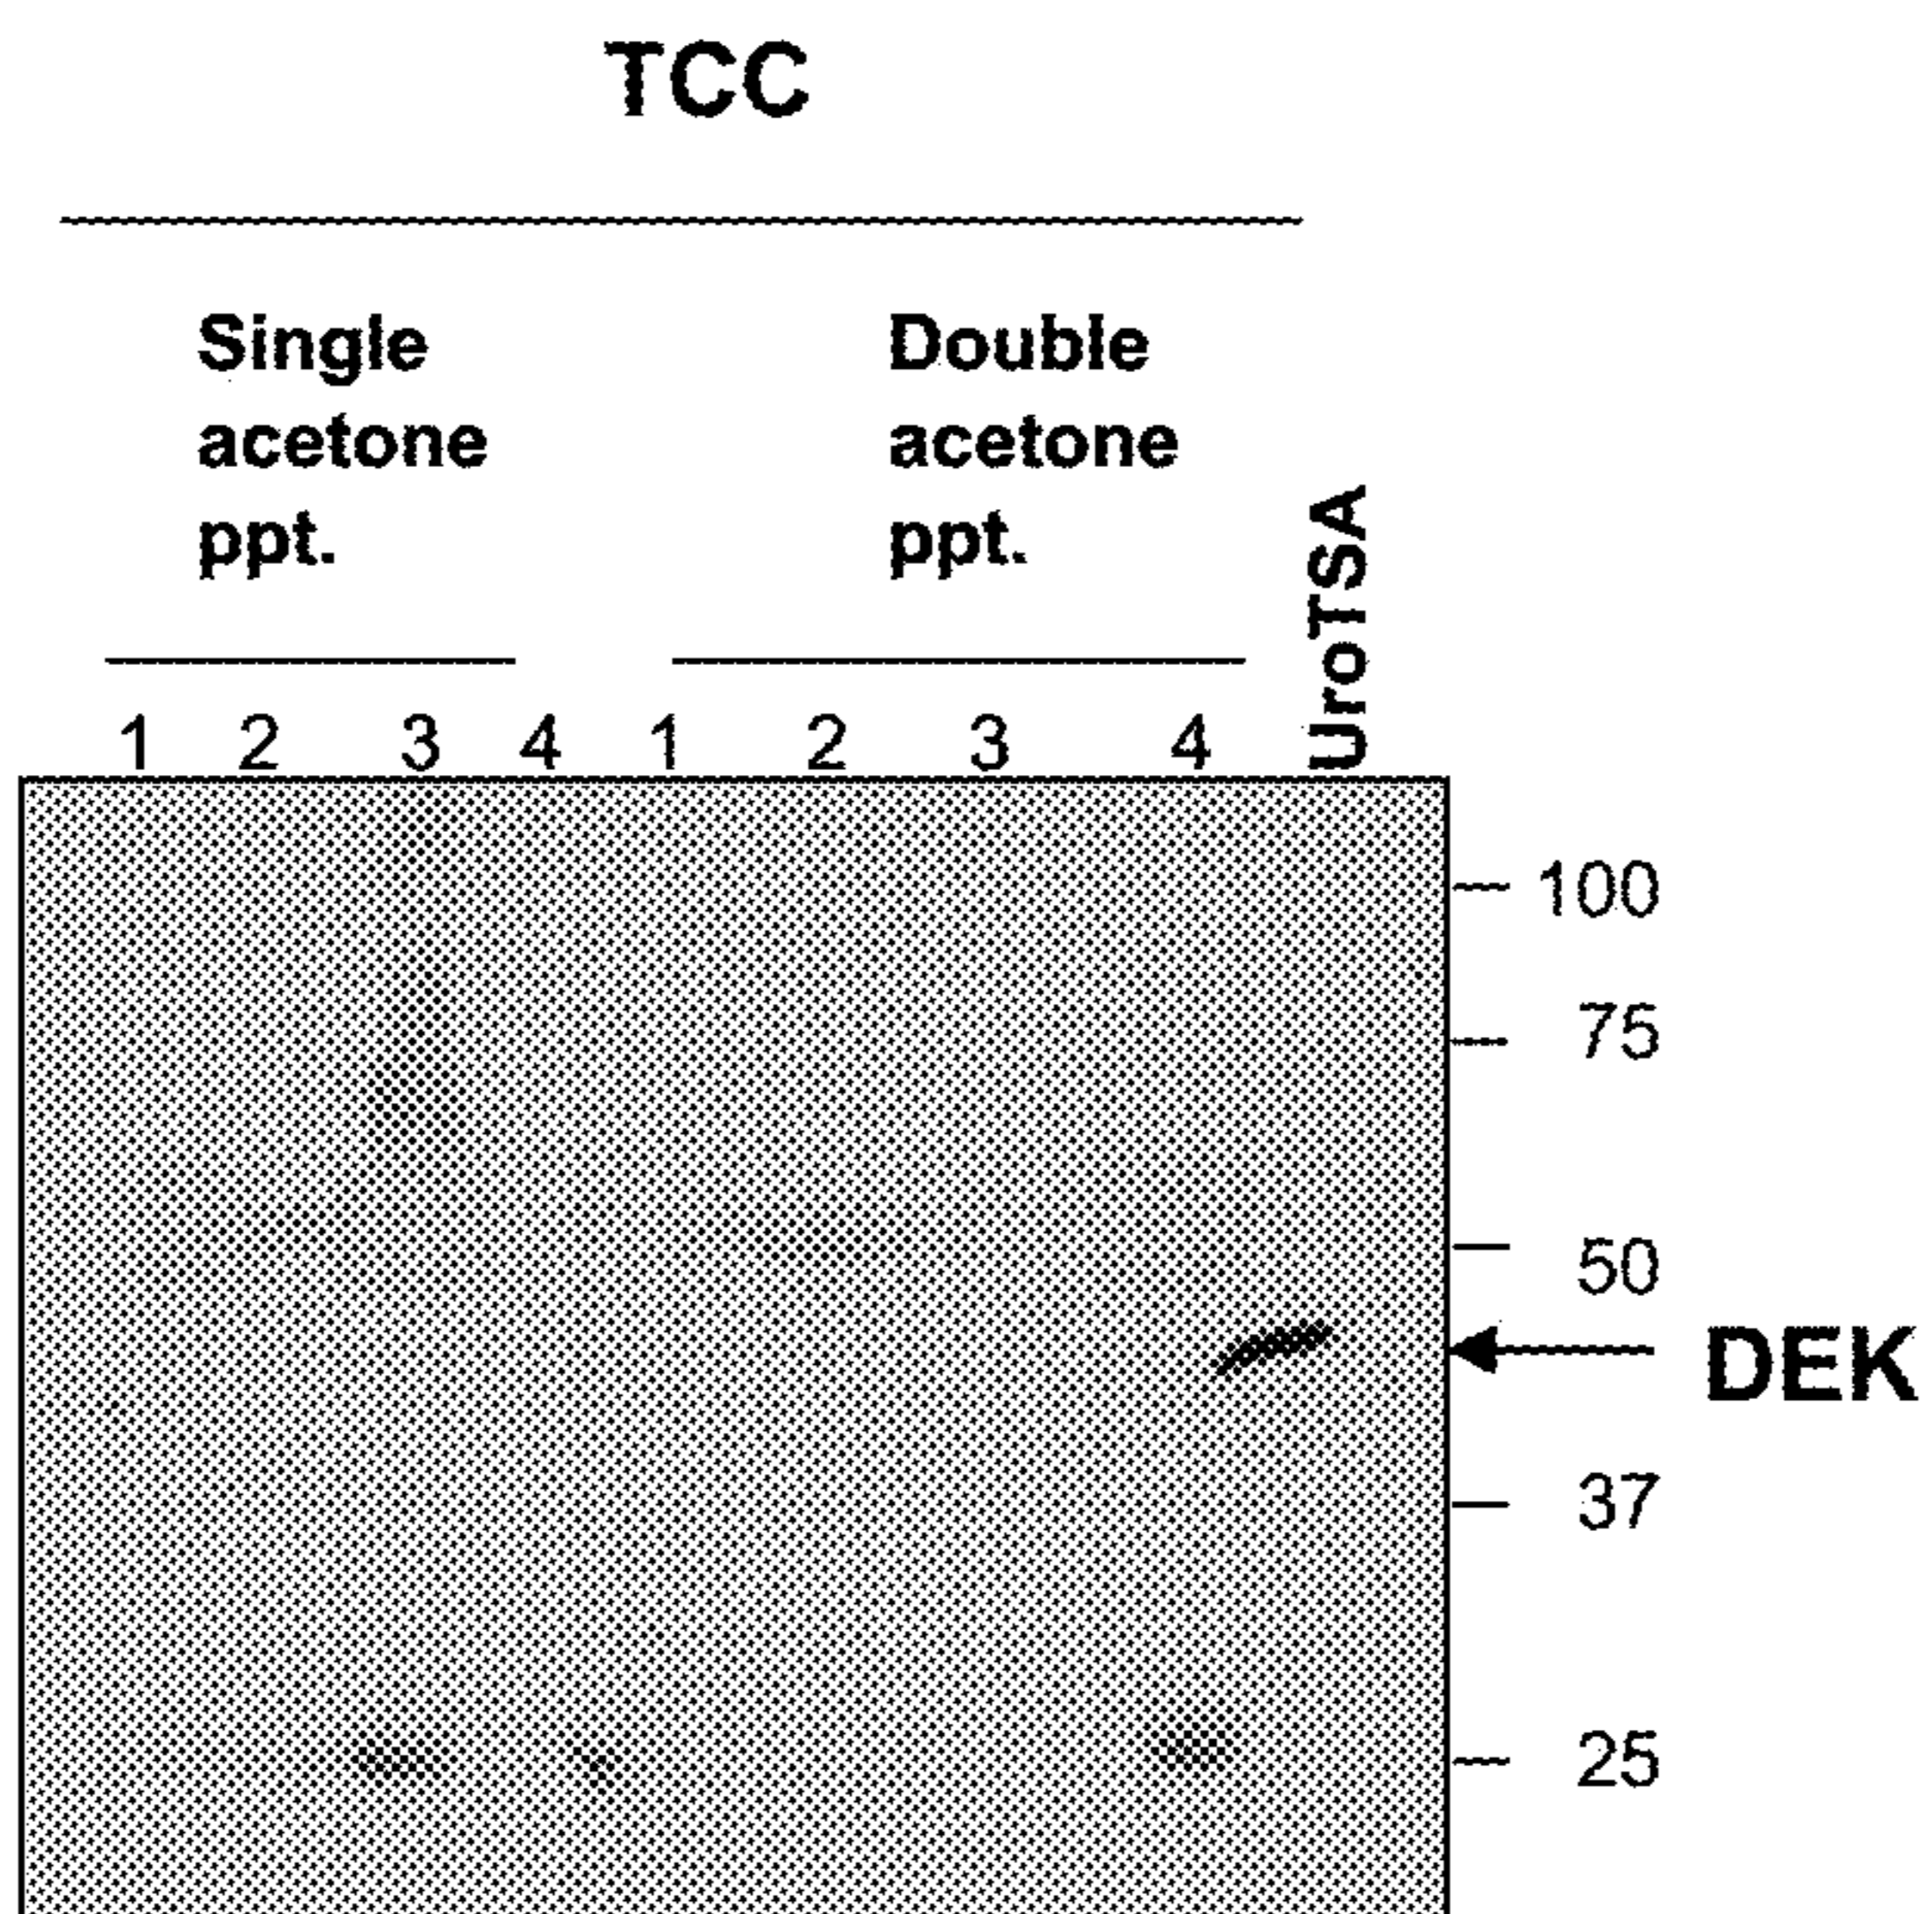 TCC
Single
acetone
ppt.
Double
acetone
ppt.
UroTSA
1 2 3 4 1 2 3 4
100
75
50
DEK
37
25